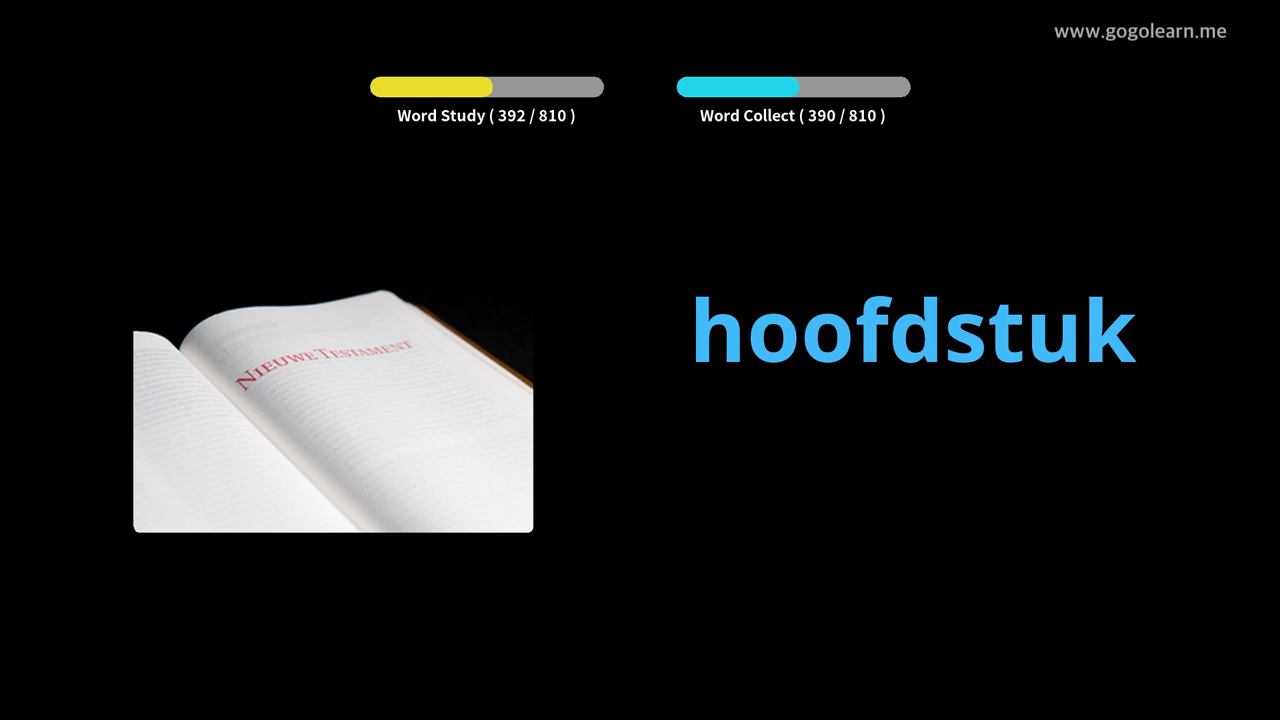 www.gogolearn.me
Word Study ( 392 / 810 )
Word Collect ( 390 / 810 )
hoofdstuk
NIEUWE TESTAMENT